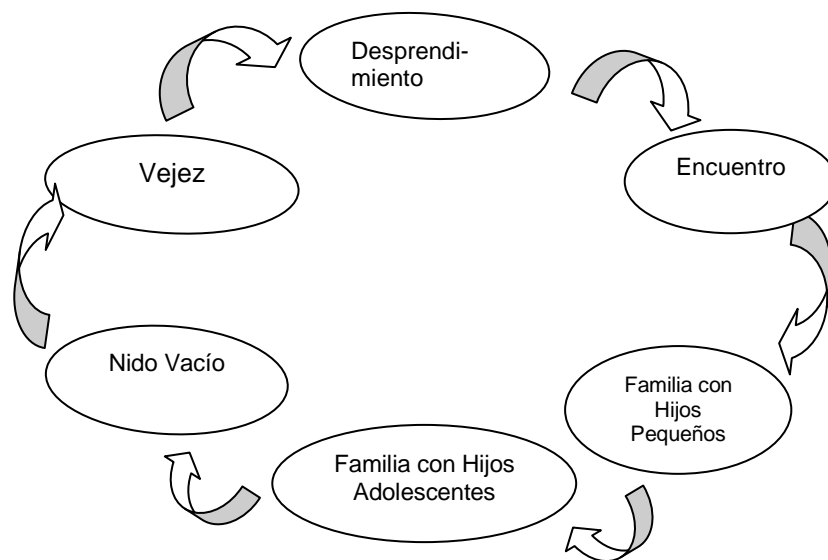 Desprendi-
miento
Encuentro
Familia con
Hijos
Pequeños
Familia con Hijos
Adolescentes
Nido Vacío
Vejez